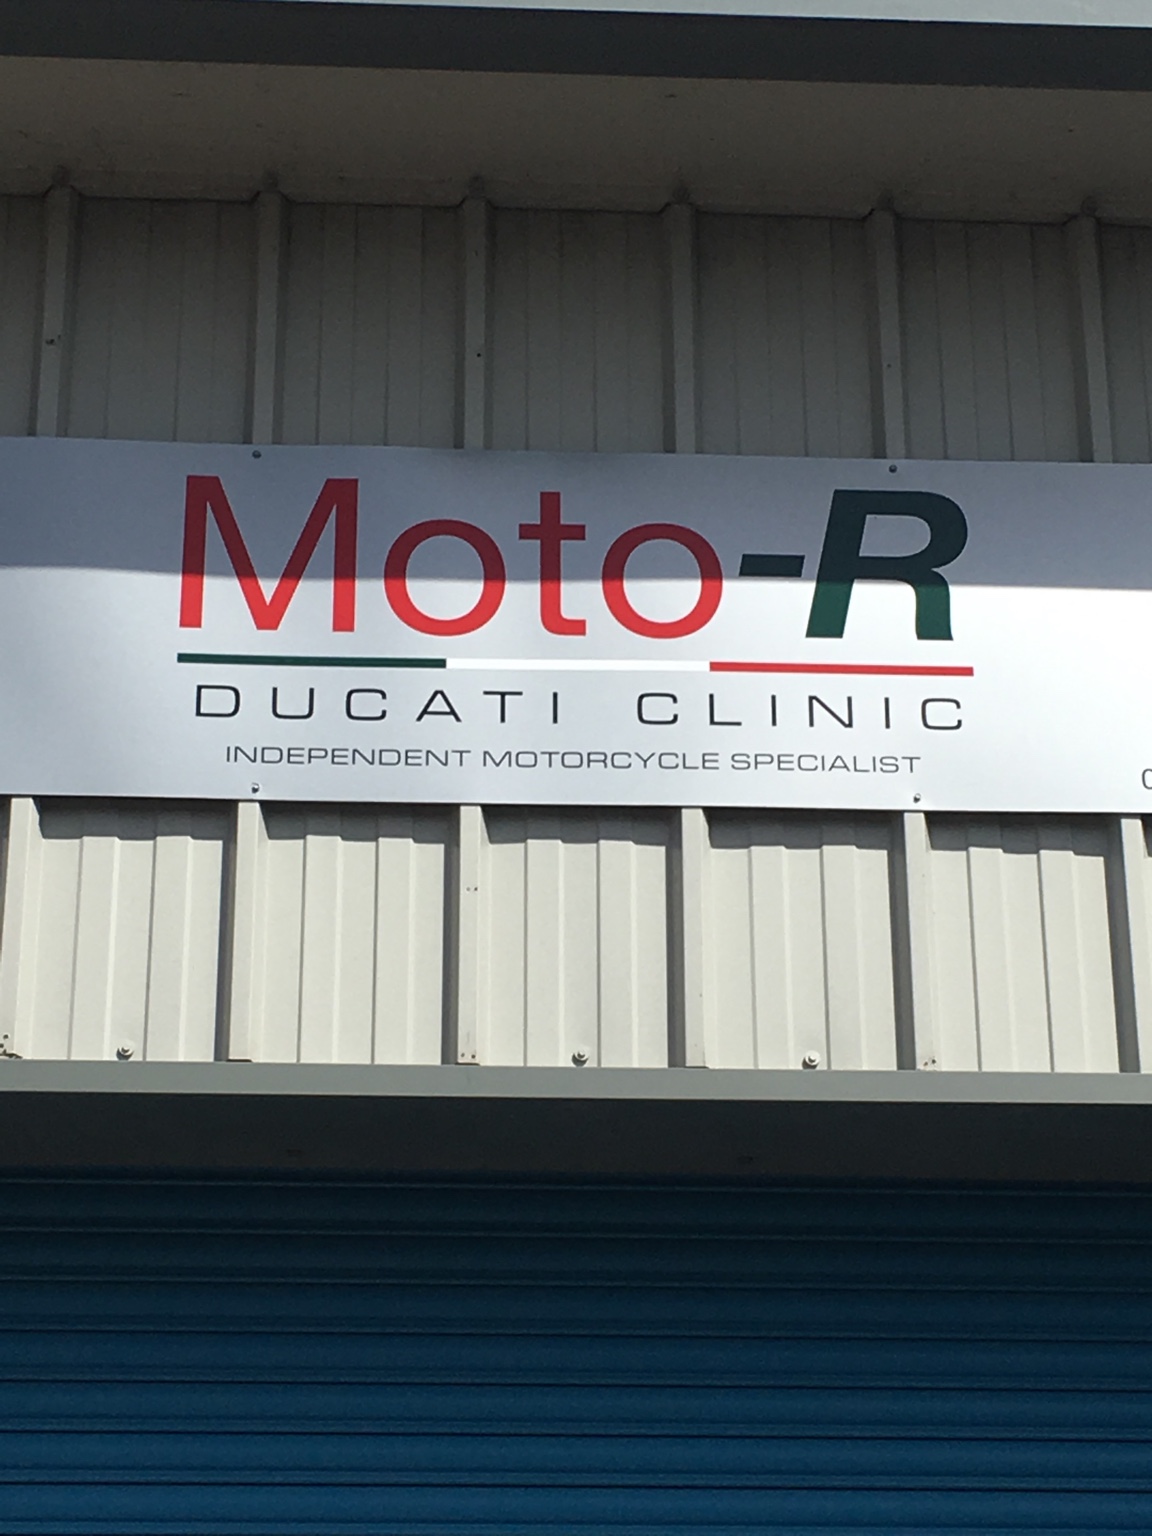 Moto-R
DUCATI CLINIC
INDEPENDENT MOTORCYCLE SPECIALIST